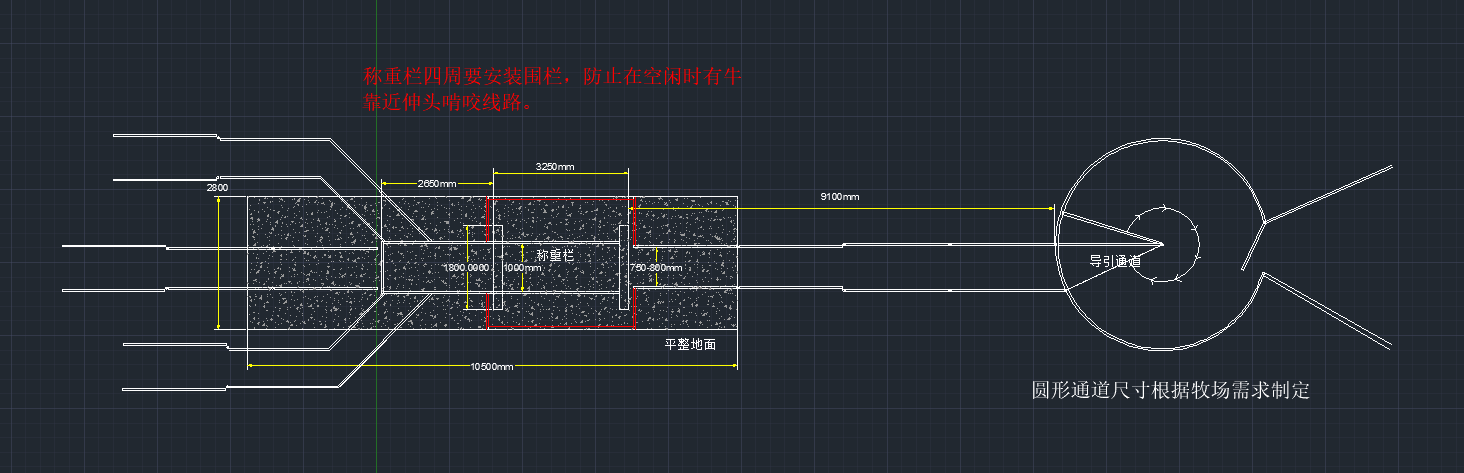 称重栏四周要安装围栏，防止在空闲时有牛
靠近伸头啃咬线路。
3250mm
2650mm
2800
9100mm
称重栏
导引通道
1800.0000
1000mm
750-800mm
平整地面
10500mm
圆形通道尺寸根据牧场需求制定